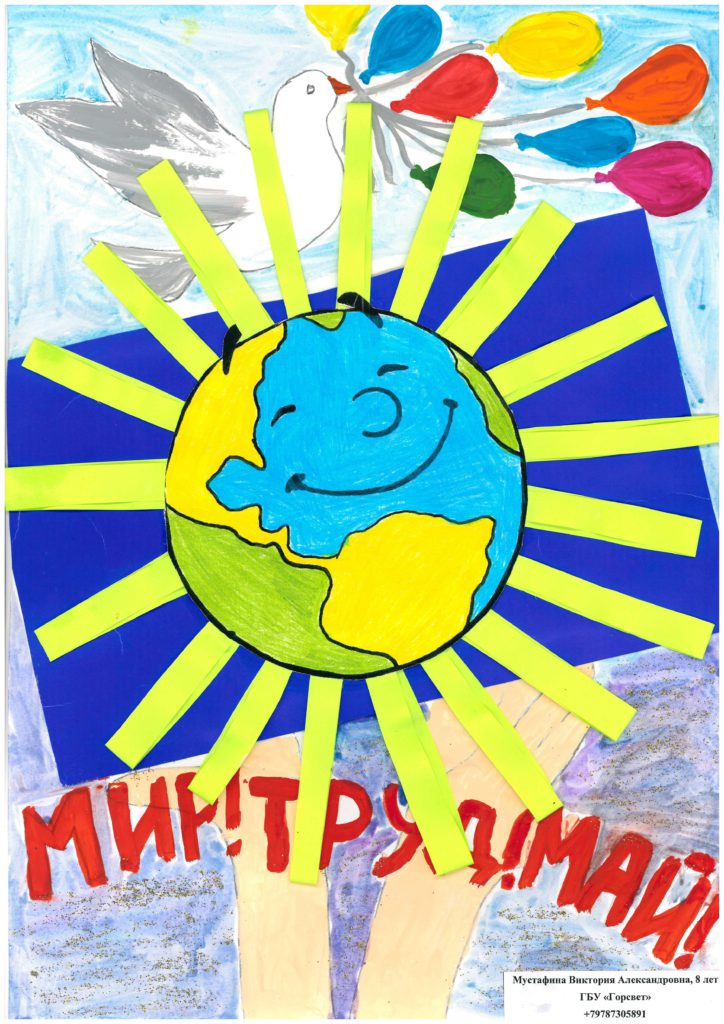 МИР!ТРУД!МАЙ!
Мустафина Виктория Александровна, 8 лет
ГБУ «Горсвет»
+79787305891